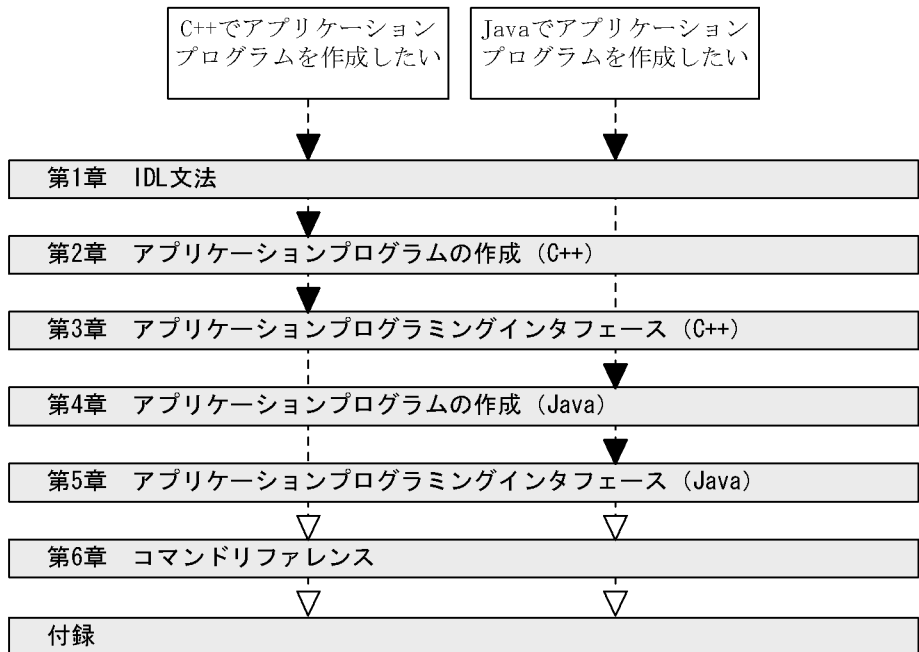 C++でアプリケーション
プログラムを作成したい
Javaでアプリケーション
プログラムを作成したい
第1章 IDL文法
第2章 アプリケーションプログラムの作成（C++）
第3章 アプリケーションプログラミングインタフェース（C++）
第4章 アプリケーションプログラムの作成（Java）
第5章 アプリケーションプログラミングインタフェース（Java）
第6章 コマンドリファレンス
付録